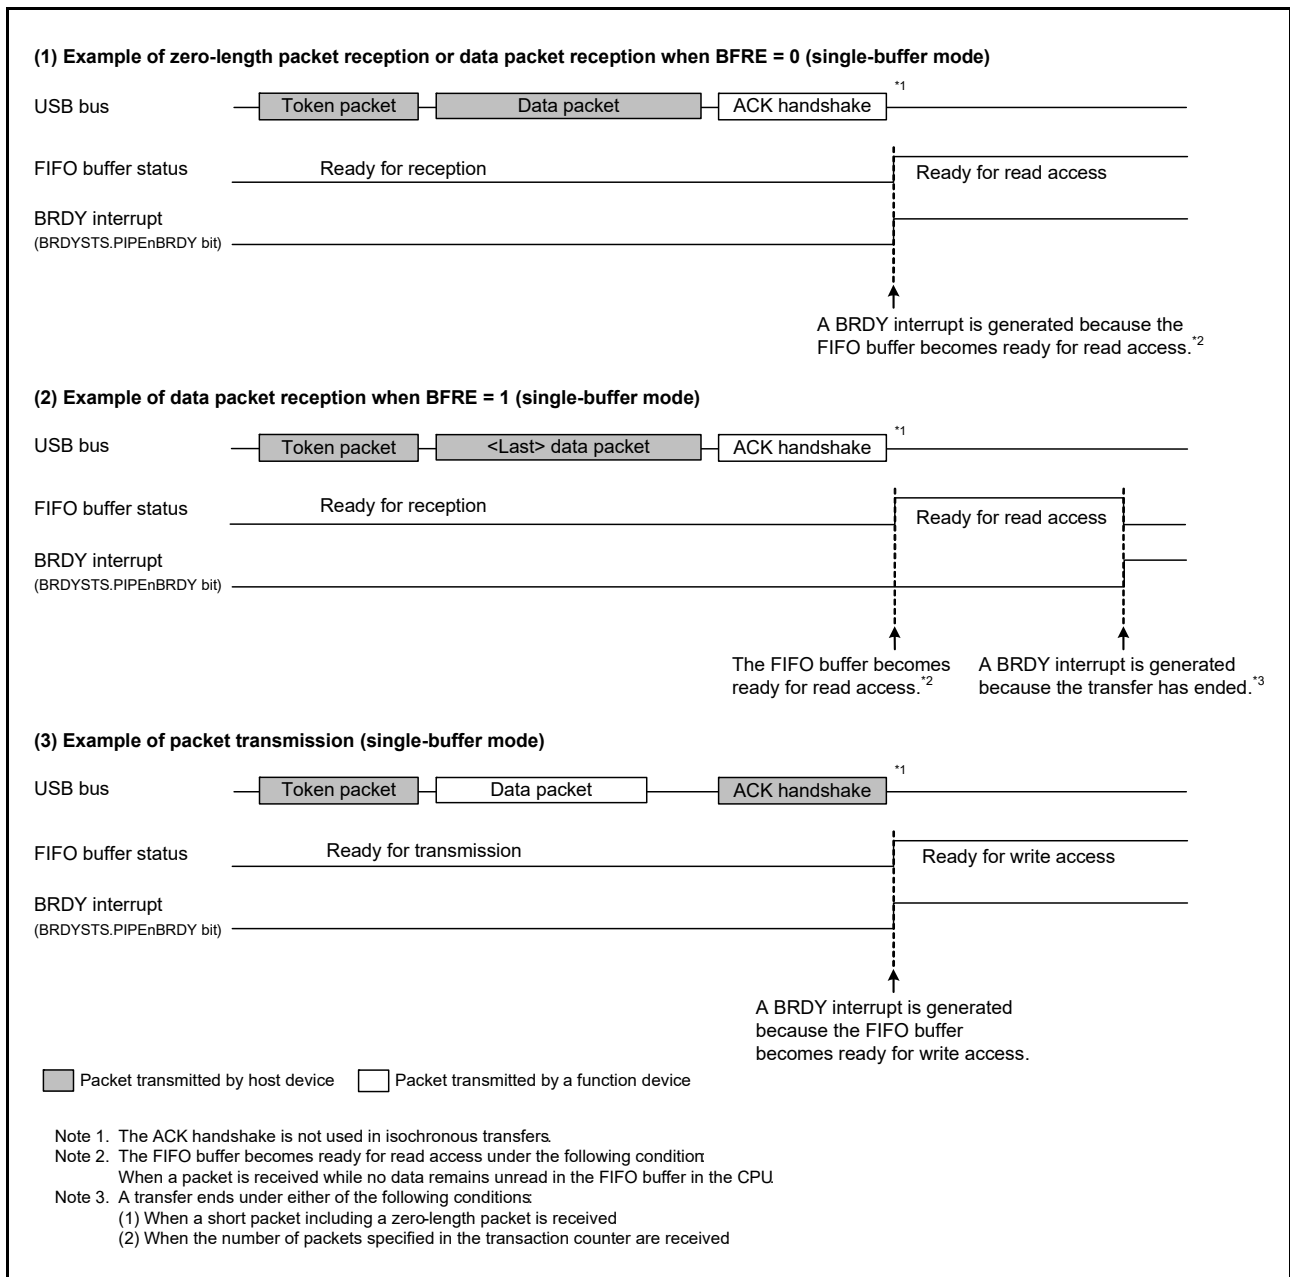 (1) Example of zero-length packet reception or data packet reception when BFRE = 0 (single-buffer mode)
USB bus
Token packet
Data packet
ACK handshake
*1
FIFO buffer status
Ready for reception
Ready for read access
BRDY interrupt
(BRDYSTS.PIPEnBRDY bit)
A BRDY interrupt is generated because the
FIFO buffer becomes ready for read access.*2
(2) Example of data packet reception when BFRE = 1 (single-buffer mode)
USB bus
Token packet
<Last> data packet
ACK handshake
*1
FIFO buffer status
Ready for reception
Ready for read access
BRDY interrupt
(BRDYSTS.PIPEnBRDY bit)
The FIFO buffer becomes
ready for read access.*2
A BRDY interrupt is generated
because the transfer has ended.*3
(3) Example of packet transmission (single-buffer mode)
USB bus
Token packet
Data packet
ACK handshake
*1
FIFO buffer status
Ready for transmission
Ready for write access
BRDY interrupt
(BRDYSTS.PIPEnBRDY bit)
A BRDY interrupt is generated
because the FIFO buffer
becomes ready for write access.
Packet transmitted by host device
Packet transmitted by a function device
Note 1. The ACK handshake is not used in isochronous transfers.
Note 2. The FIFO buffer becomes ready for read access under the following condition:
When a packet is received while no data remains unread in the FIFO buffer in the CPU.
Note 3. A transfer ends under either of the following conditions:
(1) When a short packet including a zero-length packet is received
(2) When the number of packets specified in the transaction counter are received